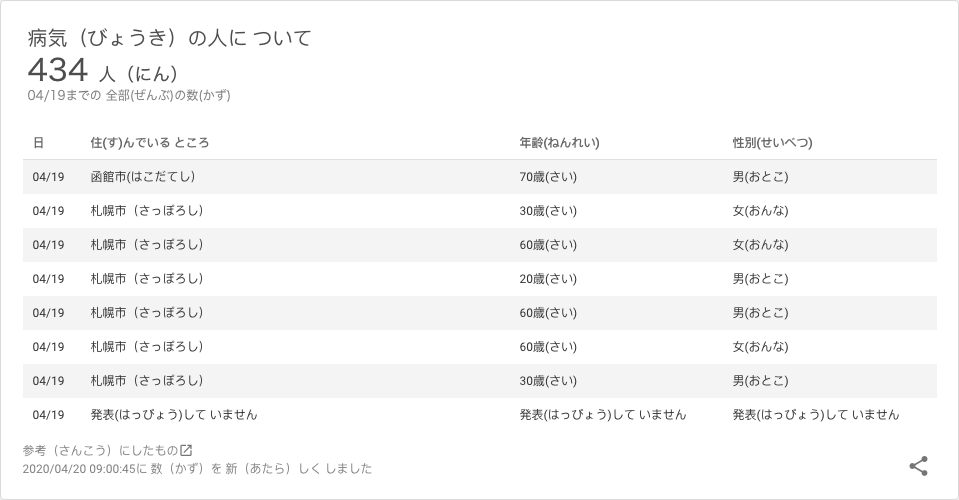 病気（びょうき）の人に ついて
434 人（にん）
04/19までの 全部(ぜんぶ)の数(かず)
日 住(す)んでいる ところ 年齢(ねんれい) 性別(せいべつ)
04/19 函館市(はこだてし） 70歳(さい) 男(おとこ)
04/19 札幌市（さっぽろし） 30歳(さい) 女(おんな)
04/19 札幌市（さっぽろし） 60歳(さい) 女(おんな)
04/19 札幌市（さっぽろし） 20歳(さい) 男(おとこ)
04/19 札幌市（さっぽろし） 60歳(さい) 男(おとこ)
04/19 札幌市（さっぽろし） 60歳(さい) 女(おんな)
04/19 札幌市（さっぽろし） 30歳(さい) 男(おとこ)
04/19 発表(はっぴょう)して いません 発表(はっぴょう)して いません 発表(はっぴょう)して いません
参考（さんこう）にしたもの
2020/04/20 09:00:45に 数（かず）を 新（あたら）しく しました